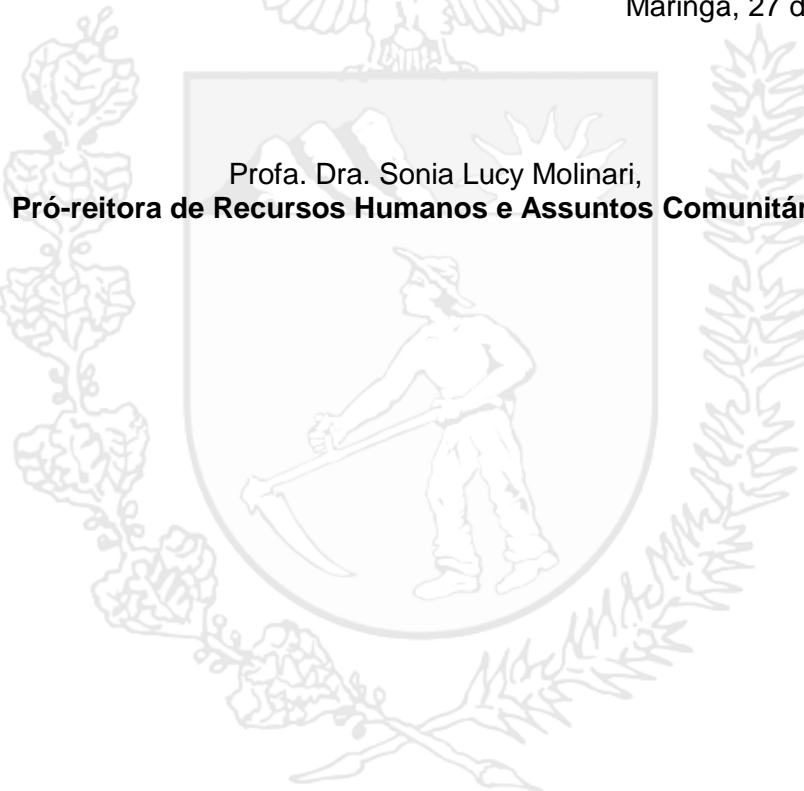 Maringá, 27 d
Profa. Dra. Sonia Lucy Molinari,
Pró-reitora de Recursos Humanos e Assuntos Comunitár